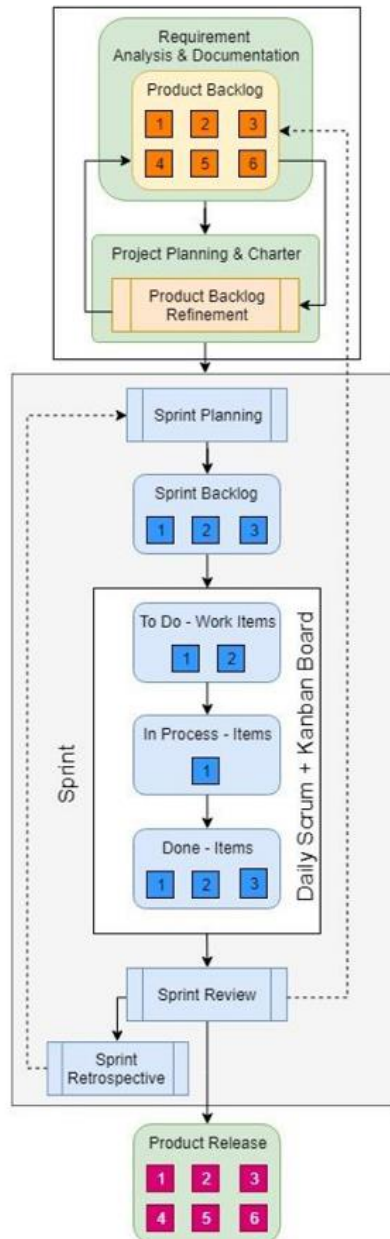 Requirement
Analysis & Documentation
Product Backlog
1 2 3
4 5 6
Project Planning & Charter
Product Backlog
Refinement
Sprint Planning
Sprint Backlog
1 2 3
To Do - Work Items
1 2
In Process - Items
1
Done - Items
1 2 3
Sprint
Daily Scrum + Kanban Board
Sprint Review
Sprint
Retrospective
Product Release
1 2 3
4 5 6